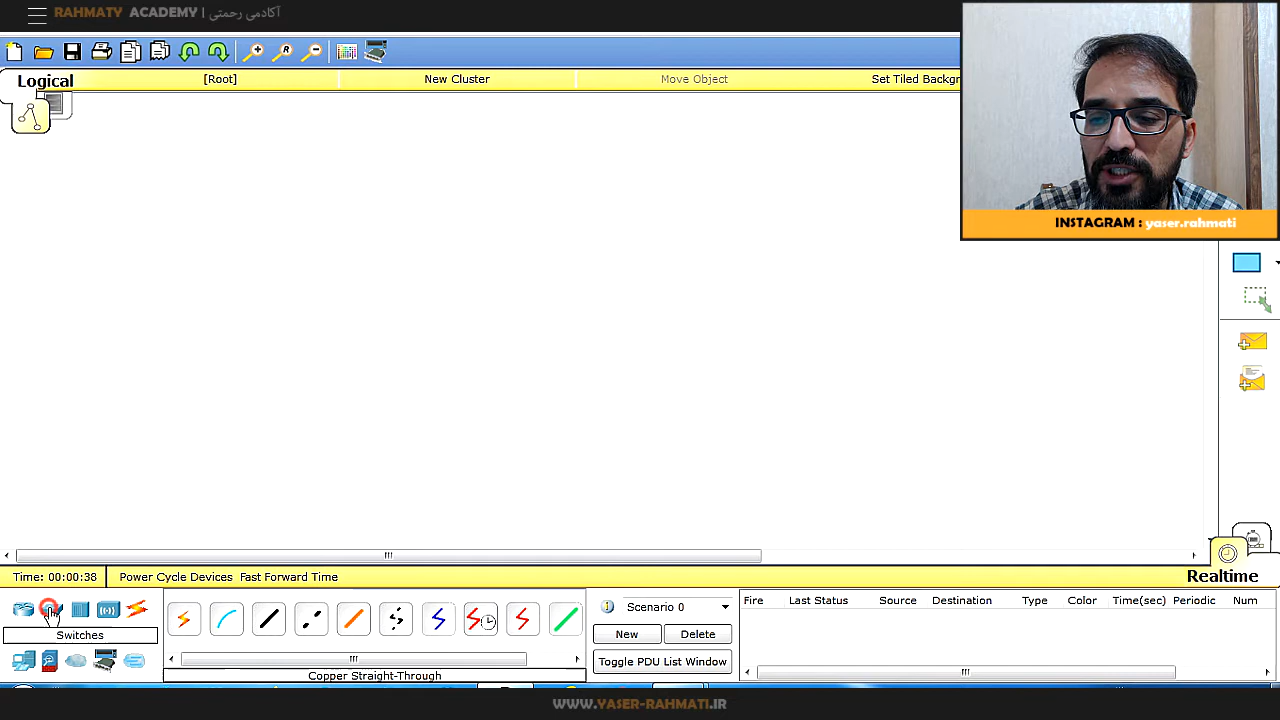 RAHMATY ACADEMY | آکادمی رحمتی
Logical
[Root]
New Cluster
Move Object
Set Tiled Backgr
INSTAGRAM : yaser.rahmati
Time: 00:00:38
Power Cycle Devices Fast Forward Time
Realtime
Switches
Copper Straight-Through
Scenario 0
New
Delete
Toggle PDU List Window
Fire Last Status Source Destination Type Color Time(sec) Periodic Num
WWW.YASER-RAHMATI.IR